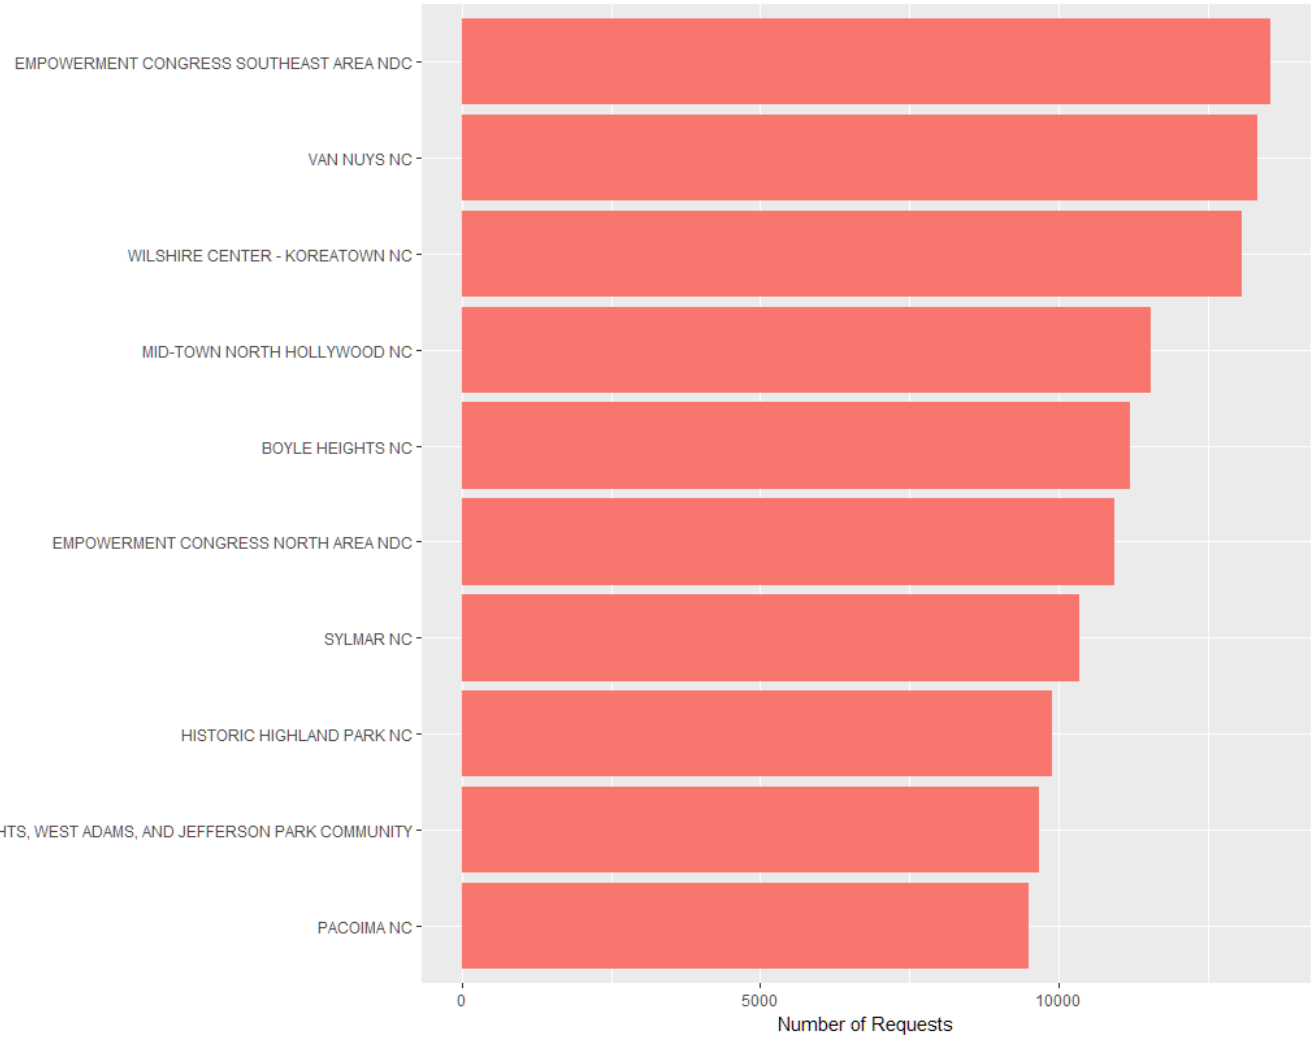 EMPOWERMENT CONGRESS SOUTHEAST AREA NDC
VAN NUYS NC
WILSHIRE CENTER - KOREATOWN NC
MID-TOWN NORTH HOLLYWOOD NC
BOYLE HEIGHTS NC
EMPOWERMENT CONGRESS NORTH AREA NDC
SYLMAR NC
HISTORIC HIGHLAND PARK NC
HTS, WEST ADAMS, AND JEFFERSON PARK COMMUNITY
PACOIMA NC
0 5000 10000
Number of Requests